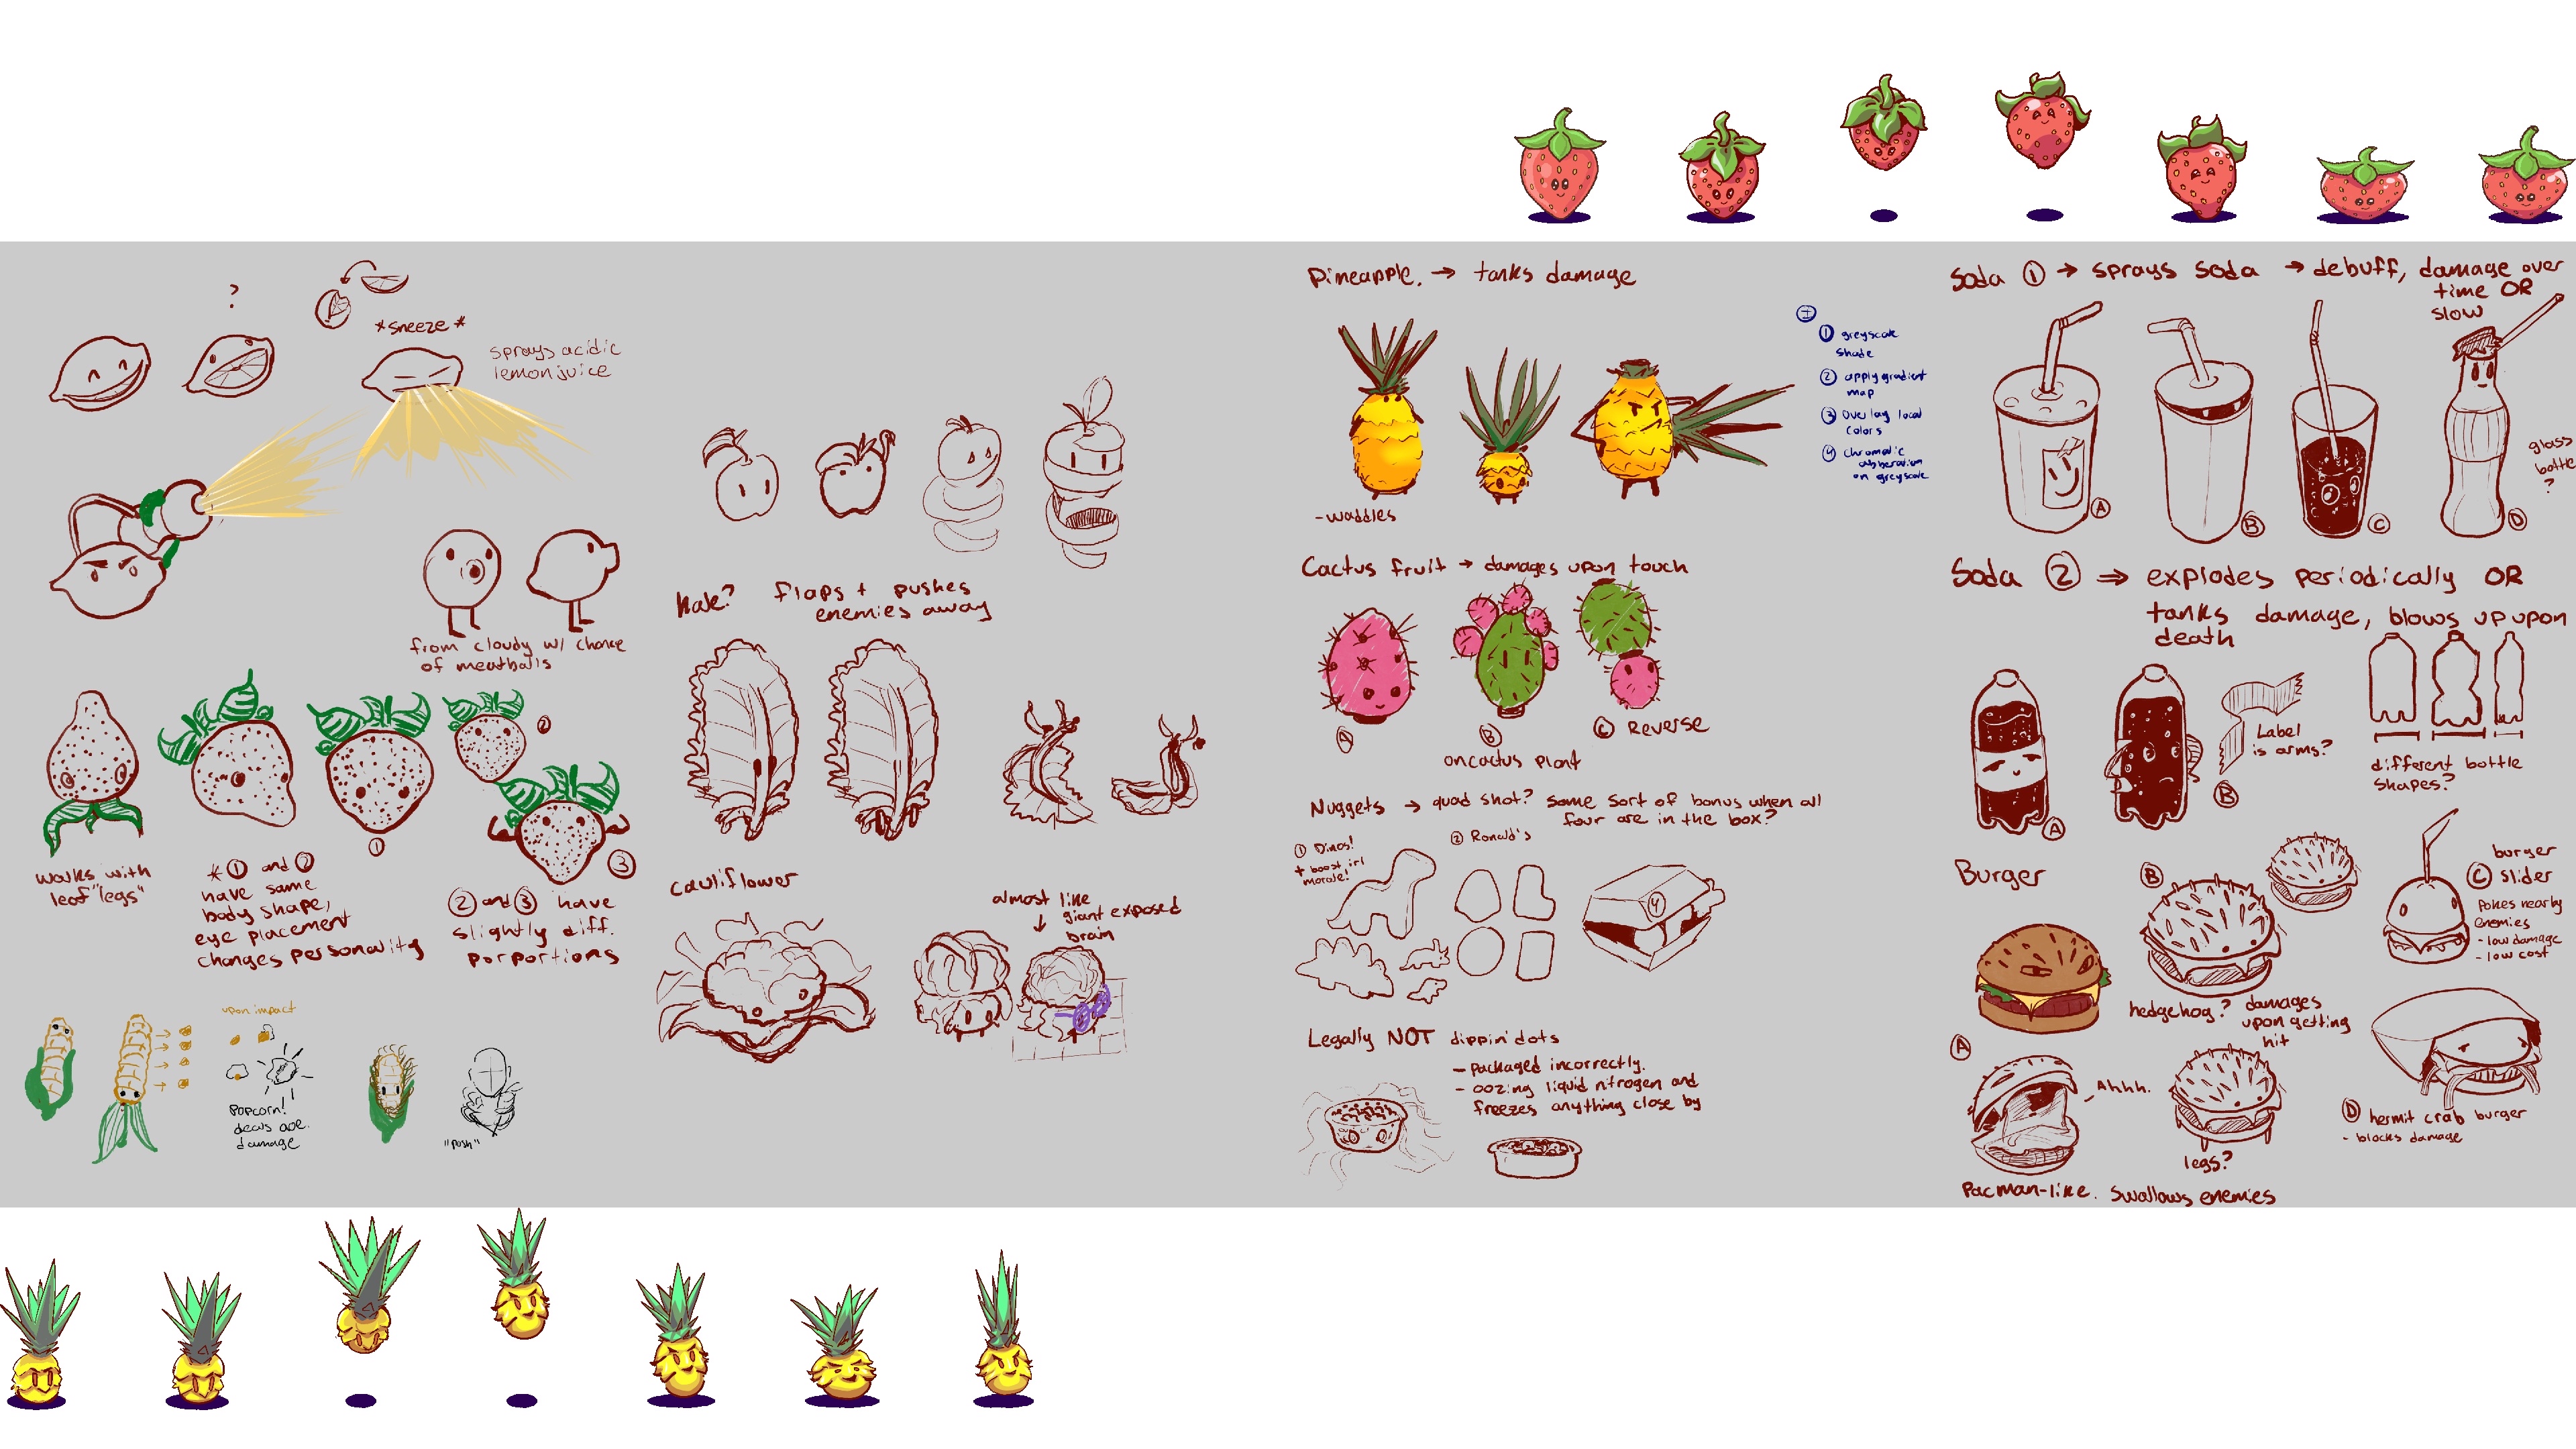 ?
*sneeze*
sprays acidic
lemon juice
from cloudy w/ chance
of meatballs
works with
leaf "legs"
1
2
3
* 1 and 2
have same
body shape,
eye placement
changes personality
2 and 3 have
slightly diff.
porportions
upon impact
Popcorn!
deals aoe
damage
"Posh"
kale? flaps + pushes
enemies away
cauliflower
almost like
giant exposed
brain
Pineapple. → tanks damage
- waddles
I
1 greyscale
shade
2 apply gradient
map
3 overlay local
colors
4 chromatic
abberation
on greyscale
Cactus fruit → damages upon touch
A
B
on cactus plant
C Reverse
Nuggets → quad shot? Some sort of bonus when all
four are in the box?
1 Dinos!
+ boost irl
morale!
2 Ronald's
4
Legally NOT dippin' dots
- packaged incorrectly.
- oozing liquid nitrogen and
freezes anything close by
Soda 1 → sprays soda → debuff, damage over
time OR
slow
A
B
C
D
glass
bottle
?
Soda 2 ⇒ explodes periodically OR
tanks damage, blows up upon
death
A
B
Label
is arms?
different bottle
shapes?
Burger
A
Ahhh.
Pacman-like. Swallows enemies
B
hedgehog? damages
upon getting
hit
legs?
burger
C slider
Pokes nearby
enemies
- low damage
- low cost
D hermit crab burger
- blocks damage